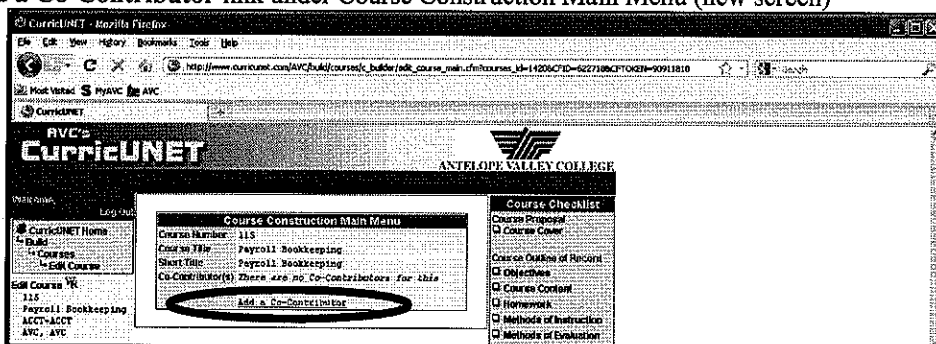 a Co-Contributor link under Course Construction Main Menu (new screen)
CurricUNET - Mozilla Firefox
File Edit View History Bookmarks Tools Help
Most Visited MyAVC AVC
CurricUNET
AVC's
CurricUNET
ANTELOPE VALLEY COLLEGE
Welcome
Log Out
CurricUNET Home
Build
Courses
Edit Course
Edit Course
115
Payroll Bookkeeping
ACCT-ACCT
AVC, AVC
Course Construction Main Menu
Course Number 115
Course Title Payroll Bookkeeping
Short Title Payroll Bookkeeping
Co-Contributor(s) There are no Co-Contributors for this
Add a Co-Contributor
Course Checklist
Course Proposal
Course Cover
Course Outline of Record
Objectives
Course Content
Homework
Methods of Instruction
Methods of Evaluation